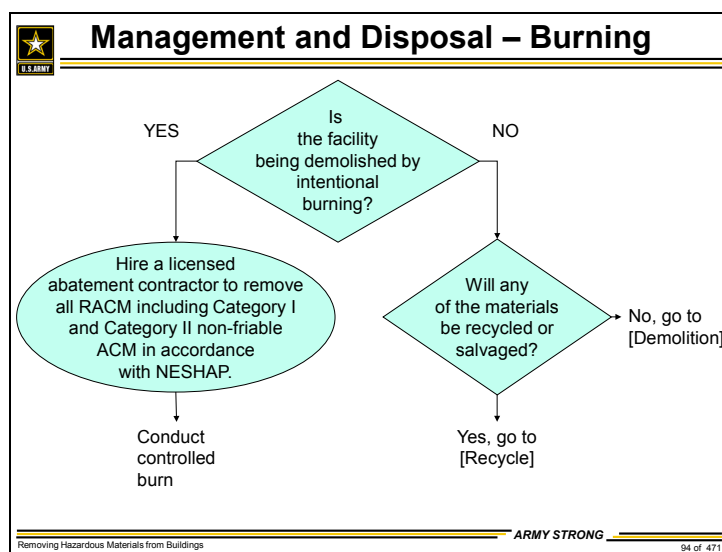 Management and Disposal – Burning
U.S.ARMY
YES
Is
the facility
being demolished by
intentional
burning?
NO
Hire a licensed
abatement contractor to remove
all RACM including Category I
and Category II non-friable
ACM in accordance
with NESHAP.
Will any
of the materials
be recycled or
salvaged?
No, go to
[Demolition]
Conduct
controlled
burn
Yes, go to
[Recycle]
ARMY STRONG
Removing Hazardous Materials from Buildings
94 of 471